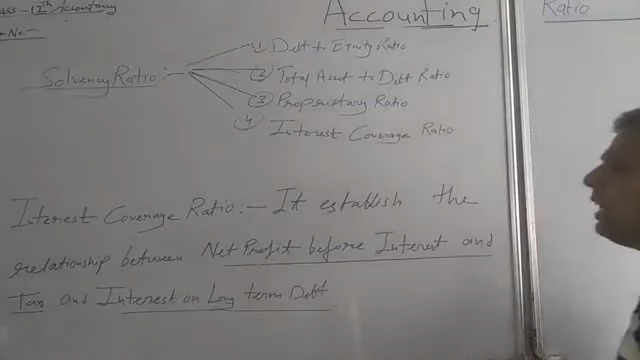 Class - 12th Accountancy
Accounting
Ratio
No:-
Solvency Ratio:-
① Debt to Equity Ratio
② Total Asset to Debt Ratio
③ Proprietary Ratio
④ Interest Coverage Ratio
Interest Coverage Ratio:- It establish the
relationship between Net Profit before Interest and
Tax and Interest on Long term Debt